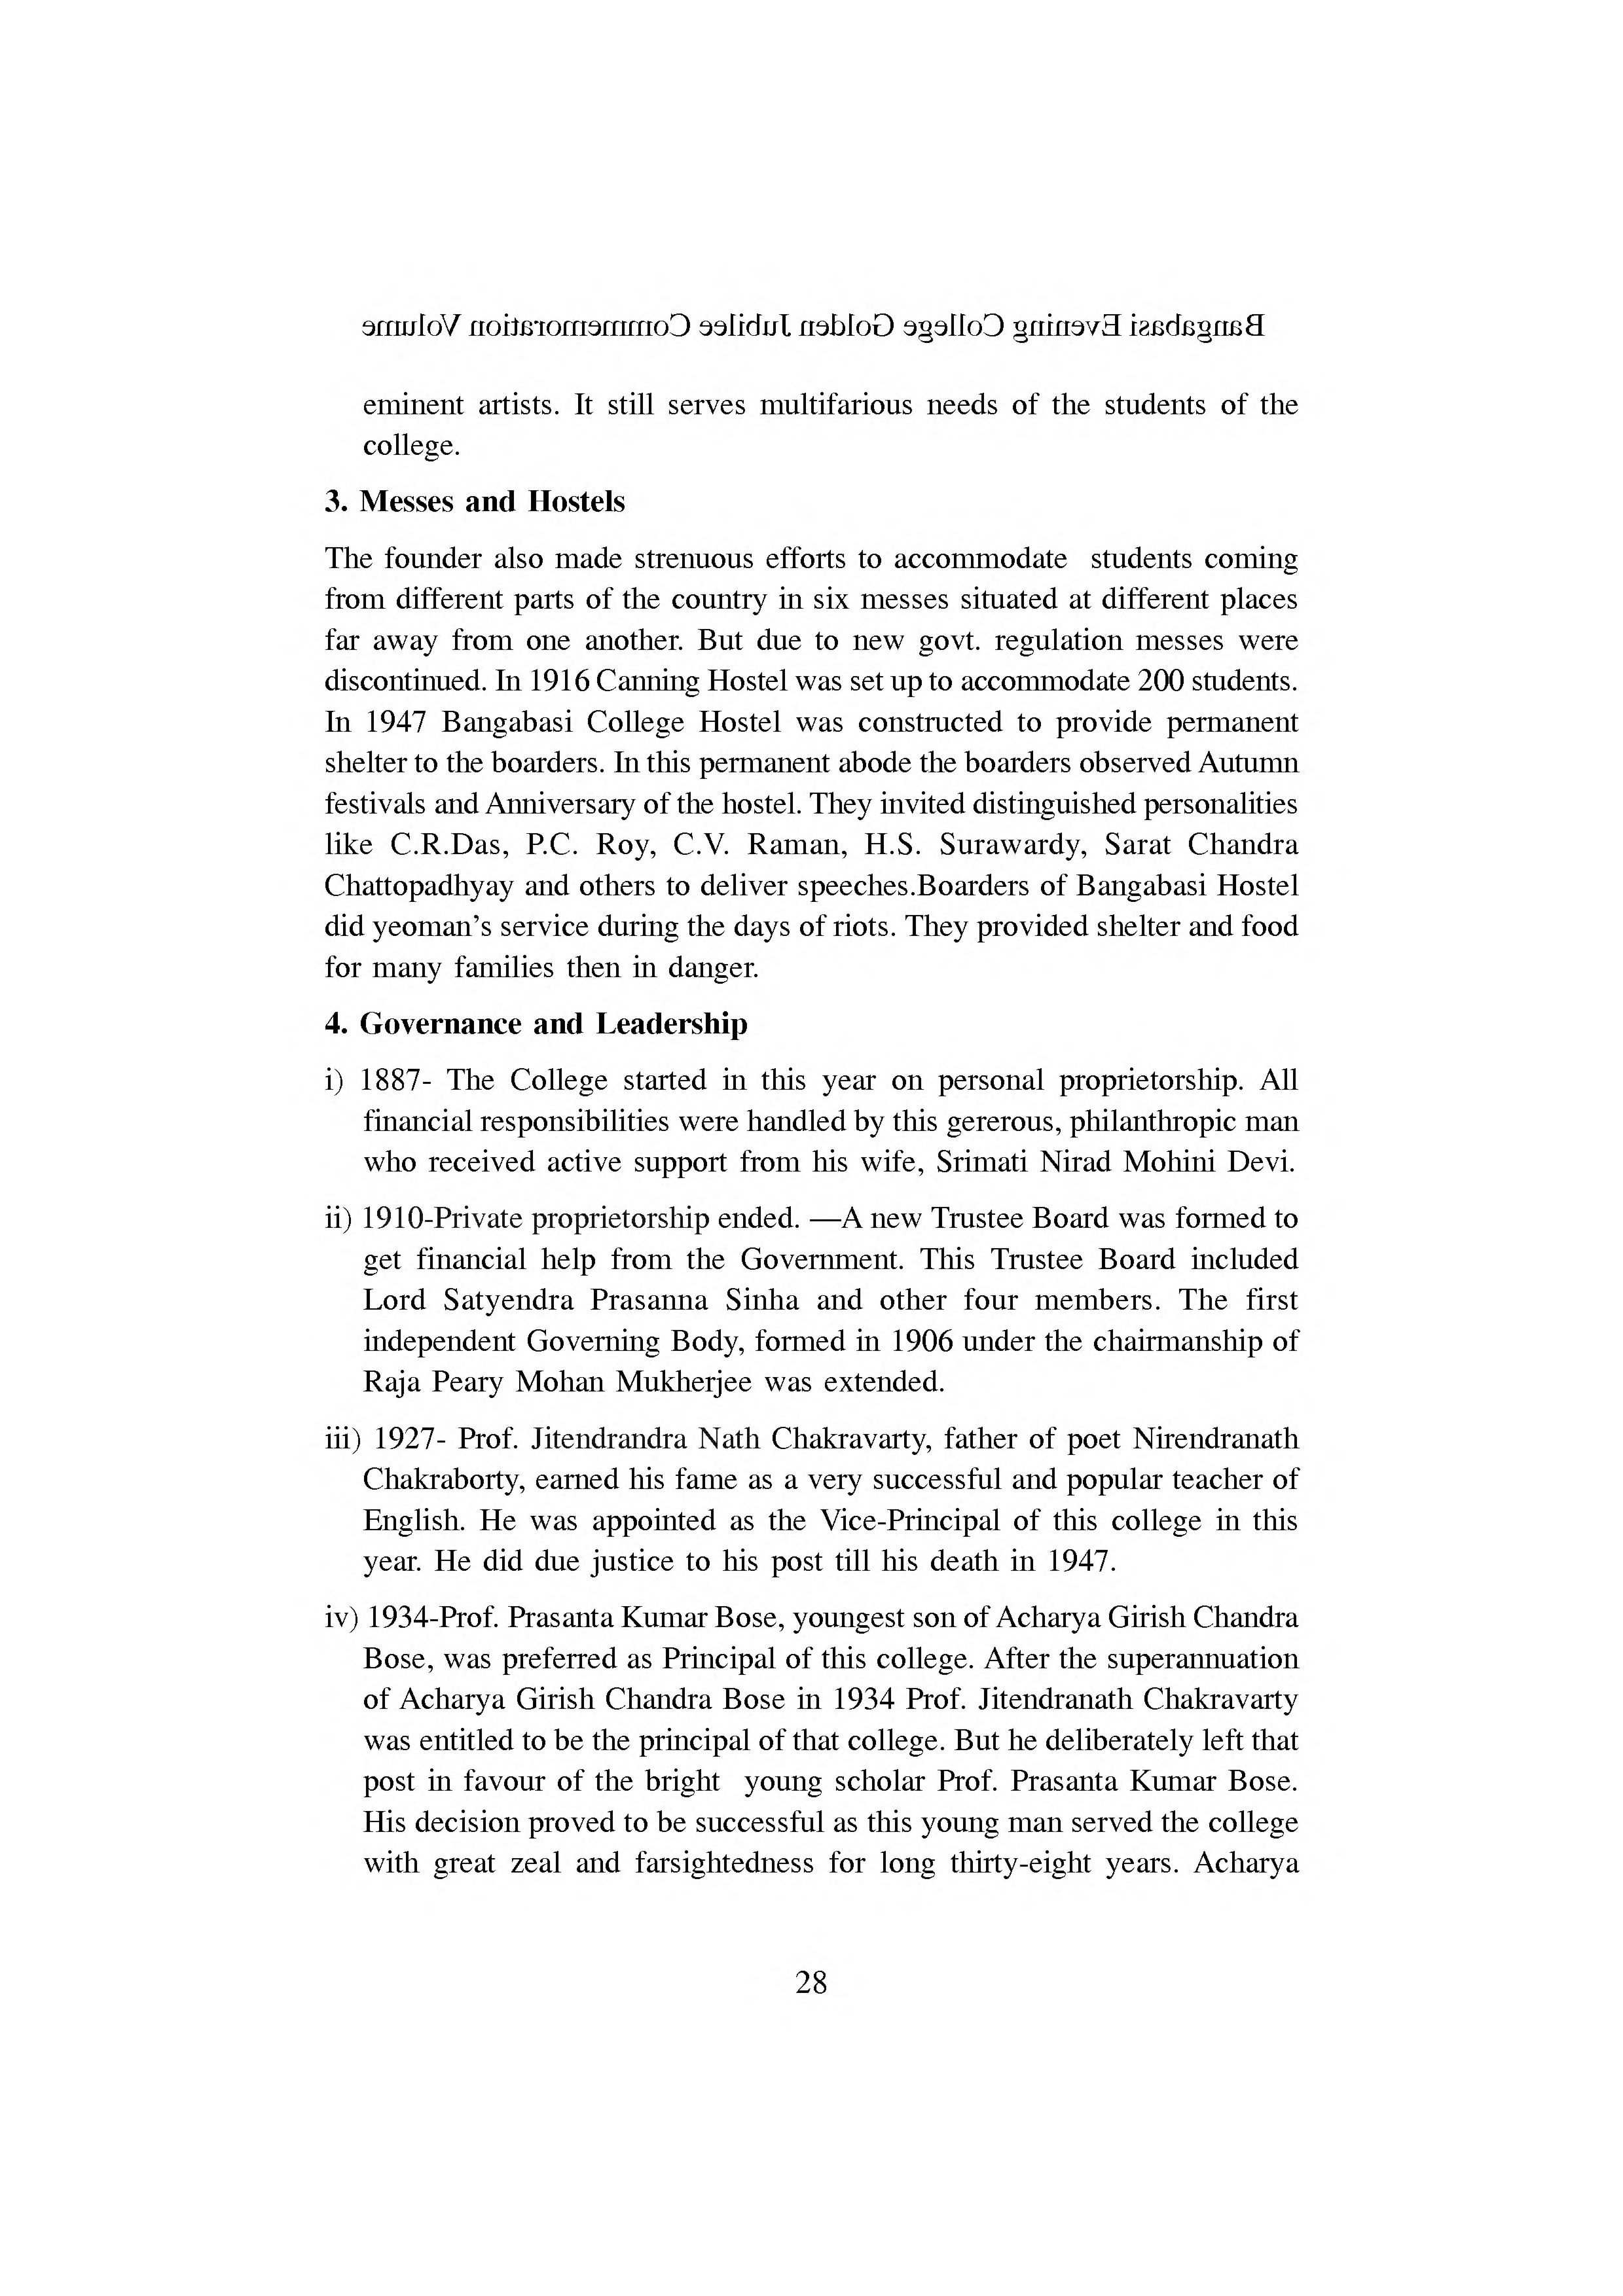 Bangabasi Evening College Golden Jubilee Commemoration Volume
eminent artists. It still serves multifarious needs of the students of the
college.
3. Messes and Hostels
The founder also made strenuous efforts to accommodate students coming
from different parts of the country in six messes situated at different places
far away from one another. But due to new govt. regulation messes were
discontinued. In 1916 Canning Hostel was set up to accommodate 200 students.
In 1947 Bangabasi College Hostel was constructed to provide permanent
shelter to the boarders. In this permanent abode the boarders observed Autumn
festivals and Anniversary of the hostel. They invited distinguished personalities
like C.R.Das, P.C. Roy, C.V. Raman, H.S. Surawardy, Sarat Chandra
Chattopadhyay and others to deliver speeches.Boarders of Bangabasi Hostel
did yeoman’s service during the days of riots. They provided shelter and food
for many families then in danger.
4. Governance and Leadership
i) 1887- The College started in this year on personal proprietorship. All
financial responsibilities were handled by this gererous, philanthropic man
who received active support from his wife, Srimati Nirad Mohini Devi.
ii) 1910-Private proprietorship ended. —A new Trustee Board was formed to
get financial help from the Government. This Trustee Board included
Lord Satyendra Prasanna Sinha and other four members. The first
independent Governing Body, formed in 1906 under the chairmanship of
Raja Peary Mohan Mukherjee was extended.
iii) 1927- Prof. Jitendrandra Nath Chakravarty, father of poet Nirendranath
Chakraborty, earned his fame as a very successful and popular teacher of
English. He was appointed as the Vice-Principal of this college in this
year. He did due justice to his post till his death in 1947.
iv) 1934-Prof. Prasanta Kumar Bose, youngest son of Acharya Girish Chandra
Bose, was preferred as Principal of this college. After the superannuation
of Acharya Girish Chandra Bose in 1934 Prof. Jitendranath Chakravarty
was entitled to be the principal of that college. But he deliberately left that
post in favour of the bright young scholar Prof. Prasanta Kumar Bose.
His decision proved to be successful as this young man served the college
with great zeal and farsightedness for long thirty-eight years. Acharya
28